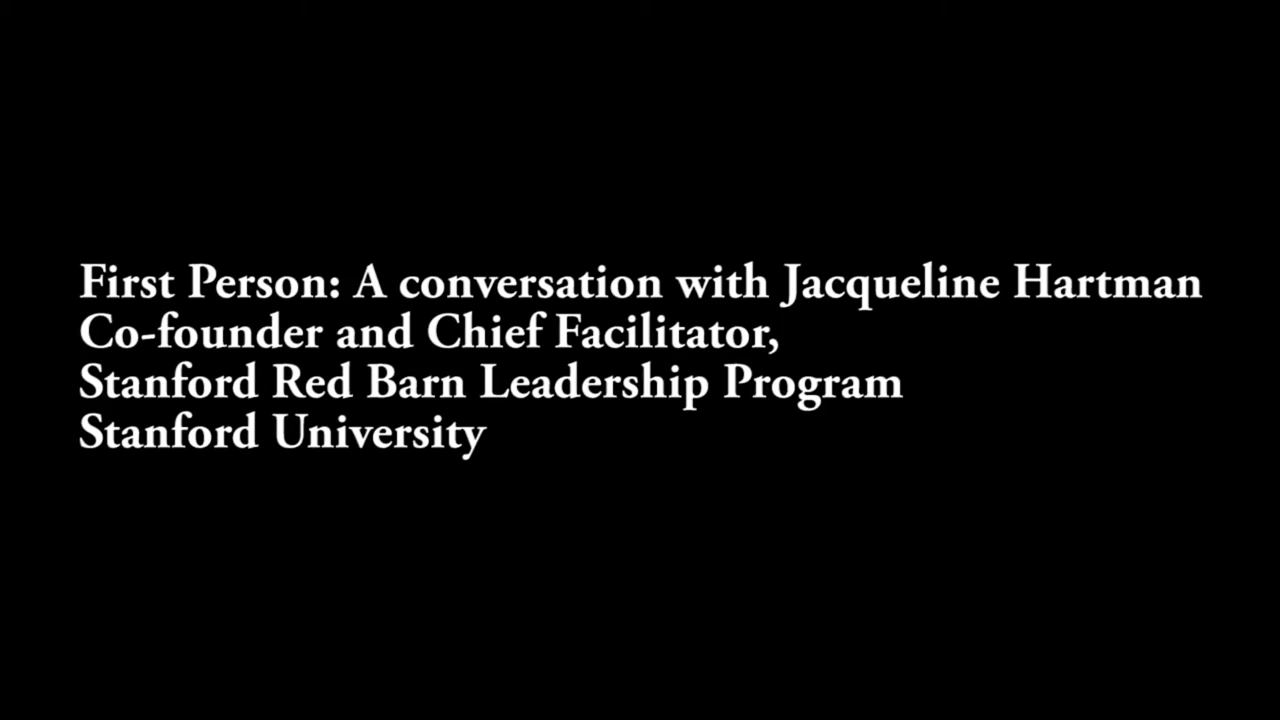 First Person: A conversation with Jacqueline Hartman
Co-founder and Chief Facilitator,
Stanford Red Barn Leadership Program
Stanford University